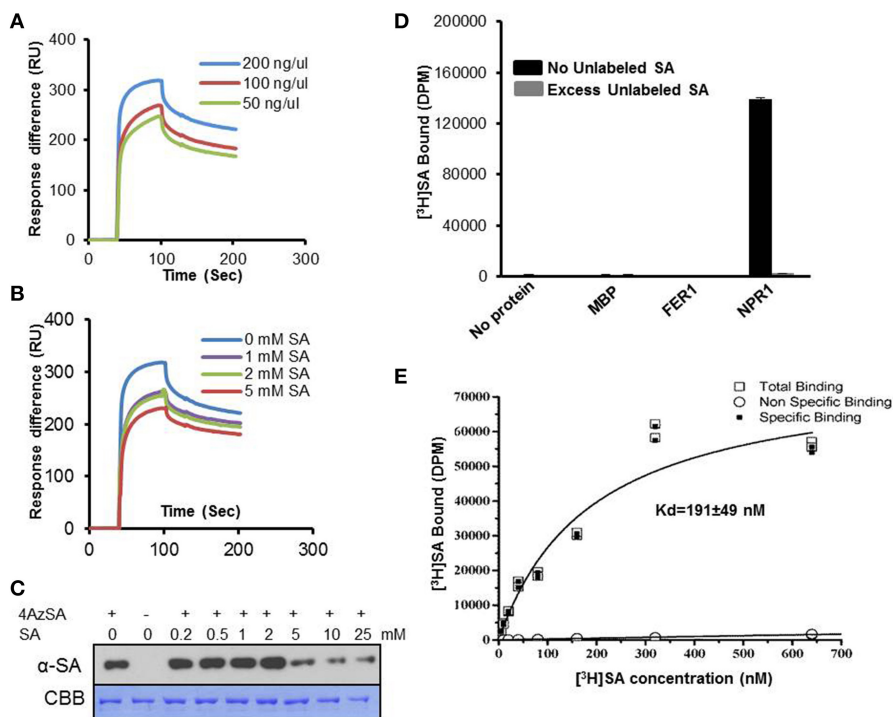 A
400
300
200
100
0
Response difference (RU)
200 ng/ul
100 ng/ul
50 ng/ul
0 100 200 300
Time (Sec)
B
400
300
200
100
0
Response difference (RU)
0 mM SA
1 mM SA
2 mM SA
5 mM SA
Time (Sec)
0 100 200 300
C
4AzSA + - + + + + + + +
SA 0 0 0.2 0.5 1 2 5 10 25 mM
α-SA
CBB
D
200000
160000
120000
80000
40000
0
[³H]SA Bound (DPM)
No Unlabeled SA
Excess Unlabeled SA
No protein MBP FER1 NPR1
E
70000
60000
50000
40000
30000
20000
10000
0
[³H]SA Bound (DPM)
Total Binding
Non Specific Binding
Specific Binding
Kd=191±49 nM
0 100 200 300 400 500 600 700
[³H]SA concentration (nM)